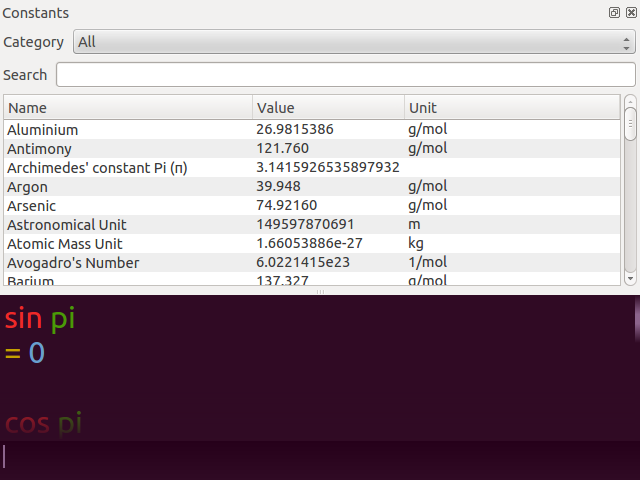 Constants
Category All
Search
Name Value Unit
Aluminium 26.9815386 g/mol
Antimony 121.760 g/mol
Archimedes' constant Pi (п) 3.1415926535897932
Argon 39.948 g/mol
Arsenic 74.92160 g/mol
Astronomical Unit 149597870691 m
Atomic Mass Unit 1.66053886e-27 kg
Avogadro's Number 6.0221415e23 1/mol
Barium 137.327 g/mol
sin pi
= 0
cos pi